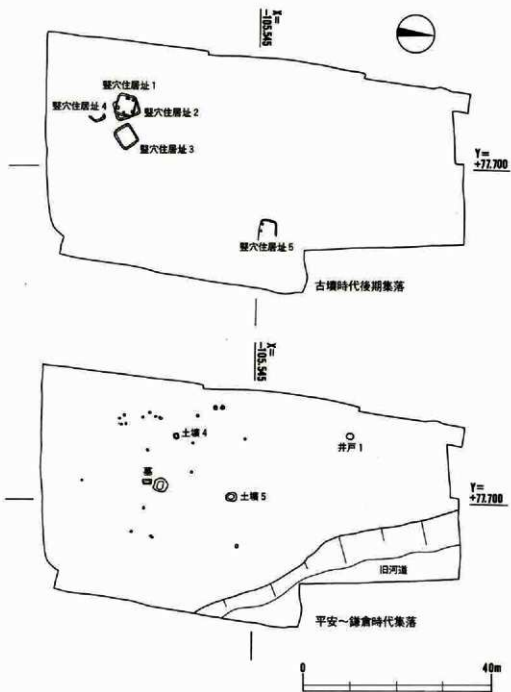 X=
-105.545
竪穴住居址1
竪穴住居址4
竪穴住居址2
竪穴住居址3
Y=
+77.700
竪穴住居址5
古墳時代後期集落
X=
-105.545
土壙4
井戸1
墓
Y=
+77.700
土壙5
旧河道
平安～鎌倉時代集落
0
40m